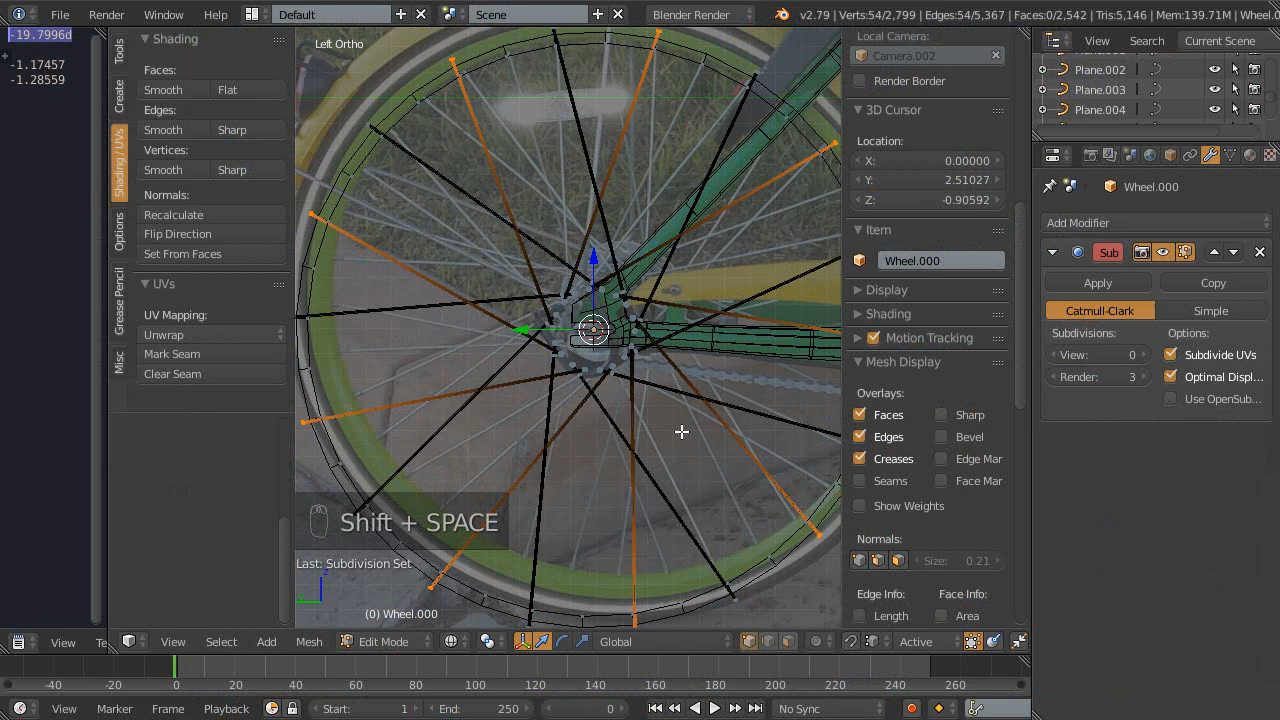 File Render Window Help Default Scene Blender Render v2.79 | Verts:54/2,799 | Edges:54/5,367 | Faces:0/2,542 | Tris:5,146 | Mem:139.71M | Wheel.0
-19.7996d
-1.17457
-1.28559
Tools
Create
Shading / UVs
Options
Grease Pencil
Misc
Shading
Faces:
Smooth Flat
Edges:
Smooth Sharp
Vertices:
Smooth Sharp
Normals:
Recalculate
Flip Direction
Set From Faces
UVs
UV Mapping:
Unwrap
Mark Seam
Clear Seam
Left Ortho
Shift + SPACE
Last: Subdivision Set
(0) Wheel.000
Local Camera:
Camera.002
Render Border
3D Cursor
Location:
X: 0.00000
Y: 2.51027
Z: -0.90592
Item
Wheel.000
Display
Shading
Motion Tracking
Mesh Display
Overlays:
Faces Sharp
Edges Bevel
Creases Edge Mar
Seams Face Mar
Show Weights
Normals:
Size: 0.21
Edge Info: Face Info:
Length Area
View Search Current Scene
Plane.002
Plane.003
Plane.004
Wheel.000
Add Modifier
Sub
Apply Copy
Catmull-Clark Simple
Subdivisions: Options:
View: 0 Subdivide UVs
Render: 3 Optimal Displ...
Use OpenSub...
View Te View Select Add Mesh Edit Mode Global Active
-40 -20 0 20 40 60 80 100 120 140 160 180 200 220 240 260
View Marker Frame Playback Start: 1 End: 250 0 No Sync